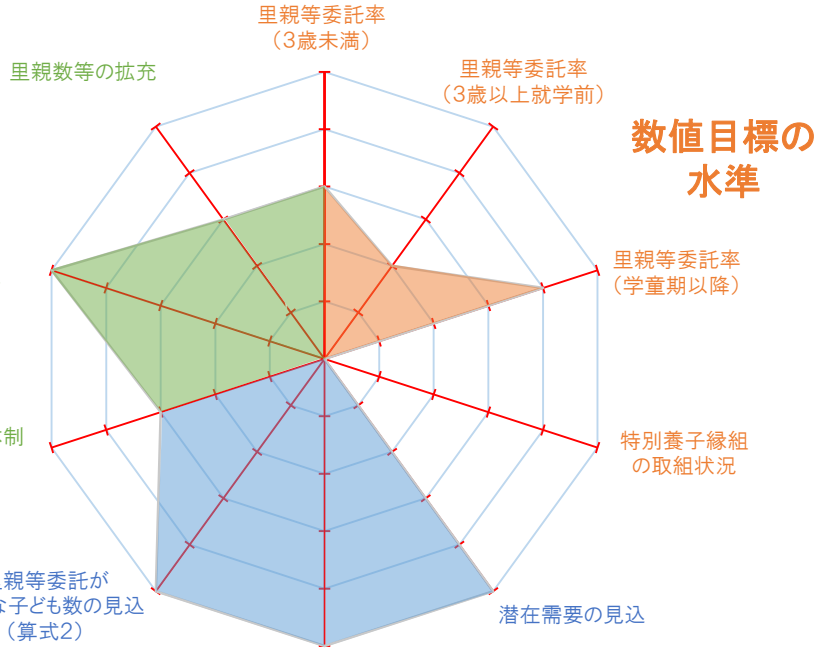 里親等委託率
（3歳未満）
里親数等の拡充
里親等委託率
（3歳以上就学前）
数値目標の
水準
里親等委託率
（学童期以降）
制
特別養子縁組
の取組状況
親等委託が
な子ども数の見込
（算式2）
潜在需要の見込